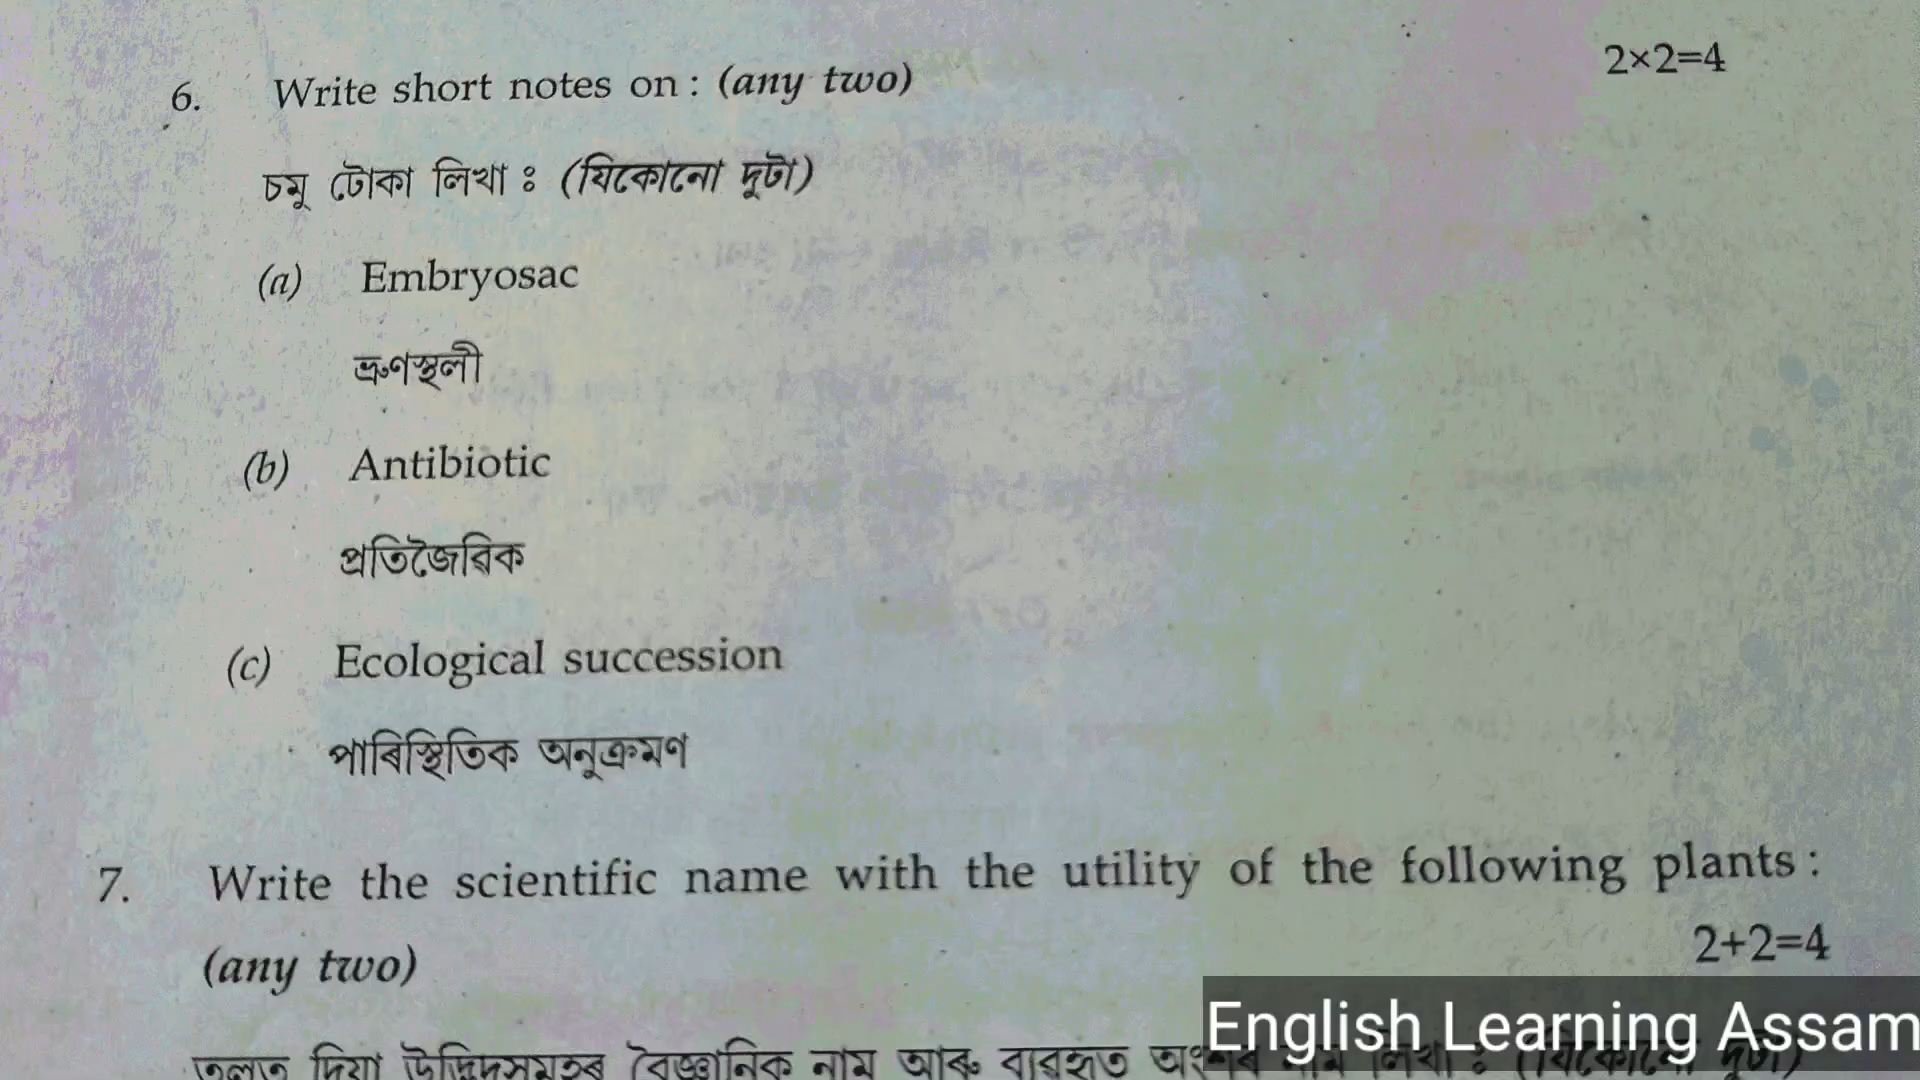 6. Write short notes on : (any two) 2×2=4
চমু টোকা লিখা ঃ (যিকোনো দুটা)
(a) Embryosac
ভ্ৰূণস্থলী
(b) Antibiotic
প্ৰতিজৈৱিক
(c) Ecological succession
পাৰিস্থিতিক অনুক্ৰমণ
7. Write the scientific name with the utility of the following plants :
(any two) 2+2=4
তলত দিয়া উদ্ভিদসমূহৰ বৈজ্ঞানিক নাম আৰু ব্যৱহৃত অংশৰ নাম লিখা ঃ (যিকোনো দুটা)
English Learning Assam